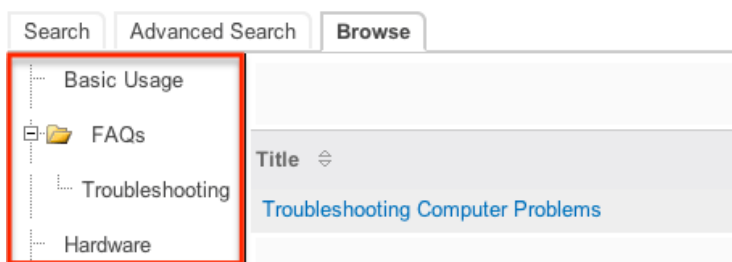 Search Advanced Search Browse
Basic Usage
FAQs
Title
Troubleshooting
Troubleshooting Computer Problems
Hardware